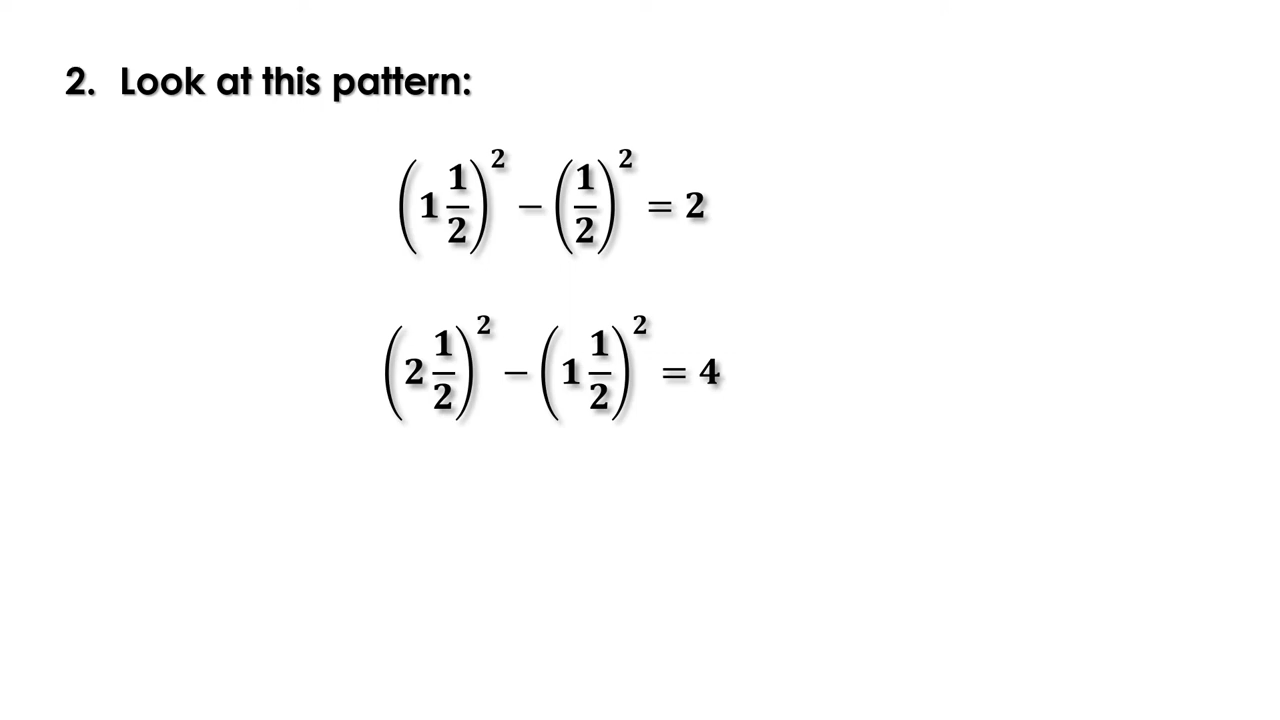 2. Look at this pattern:
(1 1/2)² − (1/2)² = 2
(2 1/2)² − (1 1/2)² = 4